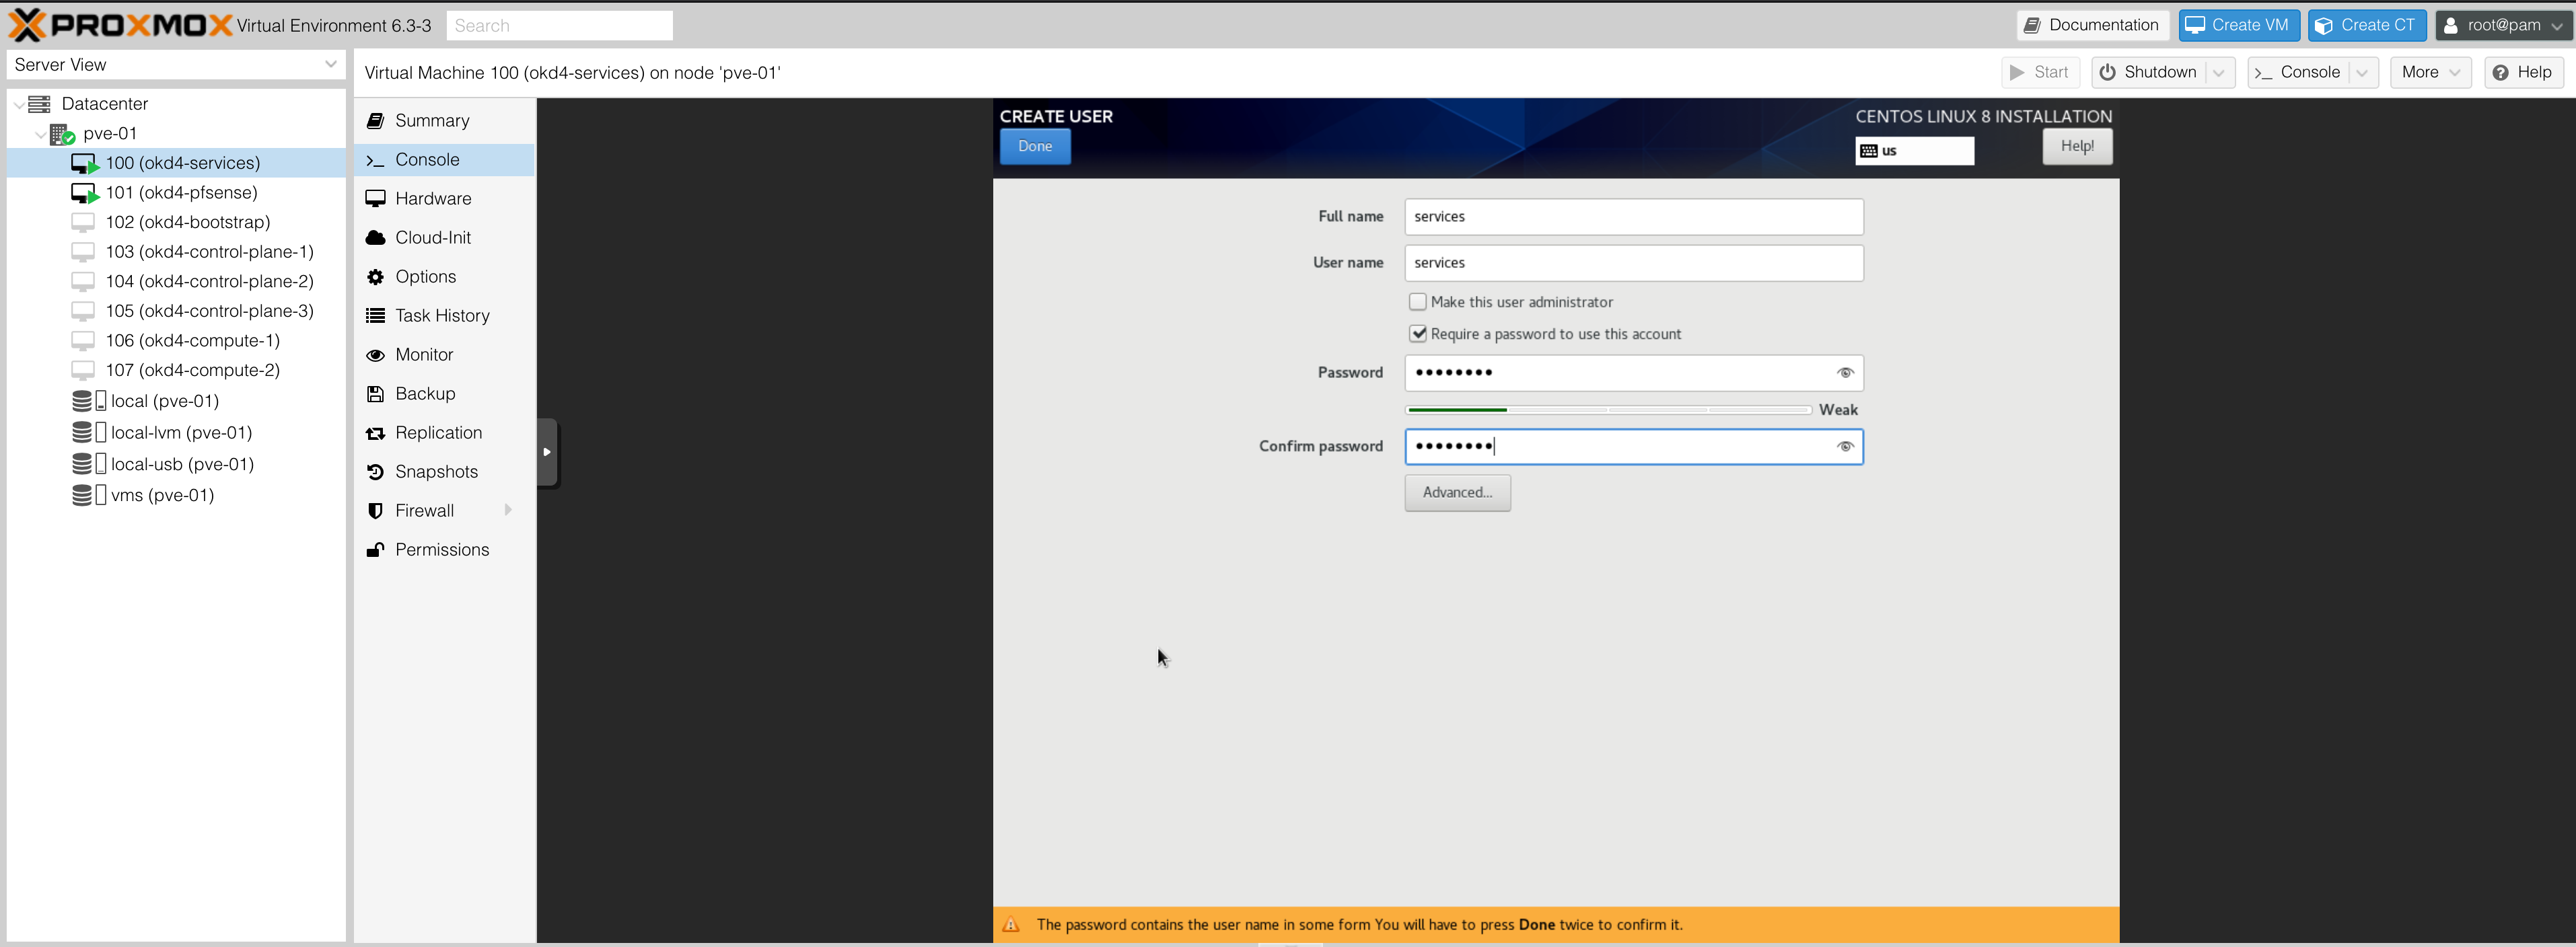 PROXMOX Virtual Environment 6.3-3 Search Documentation Create VM Create CT root@pam
Server View
Datacenter
pve-01
100 (okd4-services)
101 (okd4-pfsense)
102 (okd4-bootstrap)
103 (okd4-control-plane-1)
104 (okd4-control-plane-2)
105 (okd4-control-plane-3)
106 (okd4-compute-1)
107 (okd4-compute-2)
local (pve-01)
local-lvm (pve-01)
local-usb (pve-01)
vms (pve-01)
Virtual Machine 100 (okd4-services) on node 'pve-01' Start Shutdown Console More Help
Summary
Console
Hardware
Cloud-Init
Options
Task History
Monitor
Backup
Replication
Snapshots
Firewall
Permissions
CREATE USER CENTOS LINUX 8 INSTALLATION
Done us Help!
Full name services
User name services
Make this user administrator
Require a password to use this account
Password ••••••••
Weak
Confirm password ••••••••
Advanced...
The password contains the user name in some form You will have to press Done twice to confirm it.